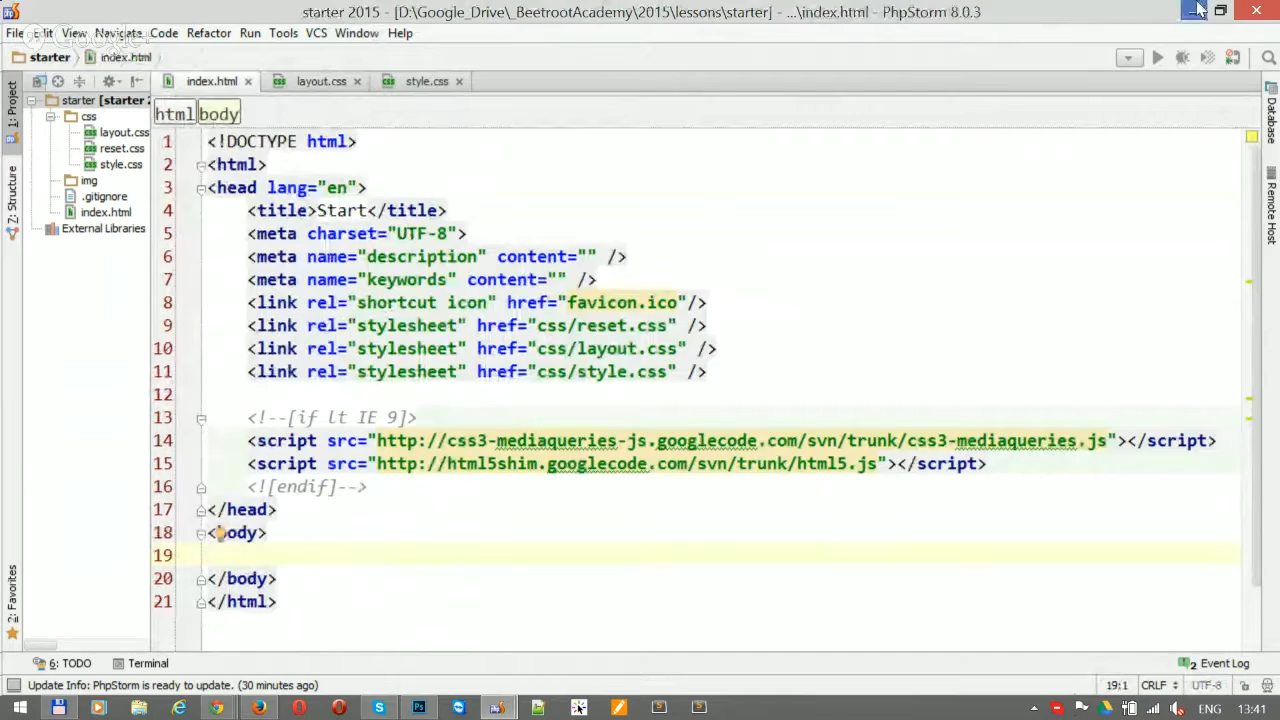 starter 2015 - [D:\Google_Drive\_BeetrootAcademy\2015\lessons\starter] - ...\index.html - PhpStorm 8.0.3
File Edit View Navigate Code Refactor Run Tools VCS Window Help
Google+
starter index.html
1: Project
Z: Structure
2: Favorites
starter [starter 2
css
layout.css
reset.css
style.css
img
.gitignore
index.html
External Libraries
index.html layout.css style.css
html body
1 <!DOCTYPE html>
2 <html>
3 <head lang="en">
4 <title>Start</title>
5 <meta charset="UTF-8">
6 <meta name="description" content="" />
7 <meta name="keywords" content="" />
8 <link rel="shortcut icon" href="favicon.ico"/>
9 <link rel="stylesheet" href="css/reset.css" />
10 <link rel="stylesheet" href="css/layout.css" />
11 <link rel="stylesheet" href="css/style.css" />
12
13 <!--[if lt IE 9]>
14 <script src="http://css3-mediaqueries-js.googlecode.com/svn/trunk/css3-mediaqueries.js"></script>
15 <script src="http://html5shim.googlecode.com/svn/trunk/html5.js"></script>
16 <![endif]-->
17 </head>
18 <body>
19
20 </body>
21 </html>
Database
Remote Host
6: TODO Terminal 2 Event Log
Update Info: PhpStorm is ready to update. (30 minutes ago) 19:1 CRLF UTF-8
ENG 13:41